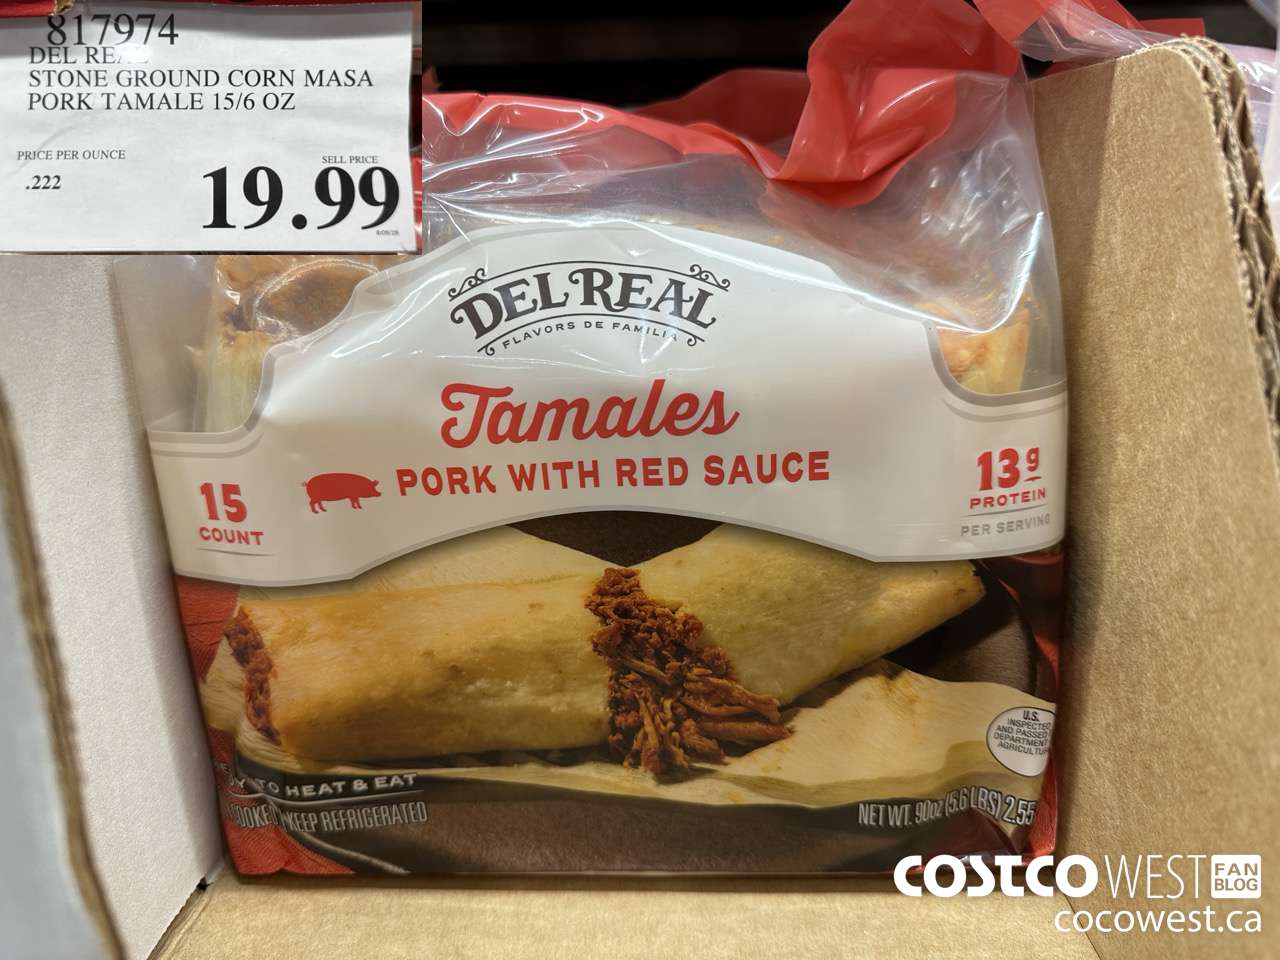 817974
DEL REAL
STONE GROUND CORN MASA
PORK TAMALE 15/6 OZ
PRICE PER OUNCE
.222
SELL PRICE
19.99
DEL REAL
FLAVORS DE FAMILIA
Tamales
PORK WITH RED SAUCE
15
COUNT
13g
PROTEIN
PER SERVING
U.S.
INSPECTED
AND PASSED
DEPARTMENT
AGRICULTURE
TO HEAT & EAT
KEEP REFRIGERATED
NET WT. 90oz (5.6 LBS) 2.55
COSTCO WEST FAN BLOG
cocowest.ca